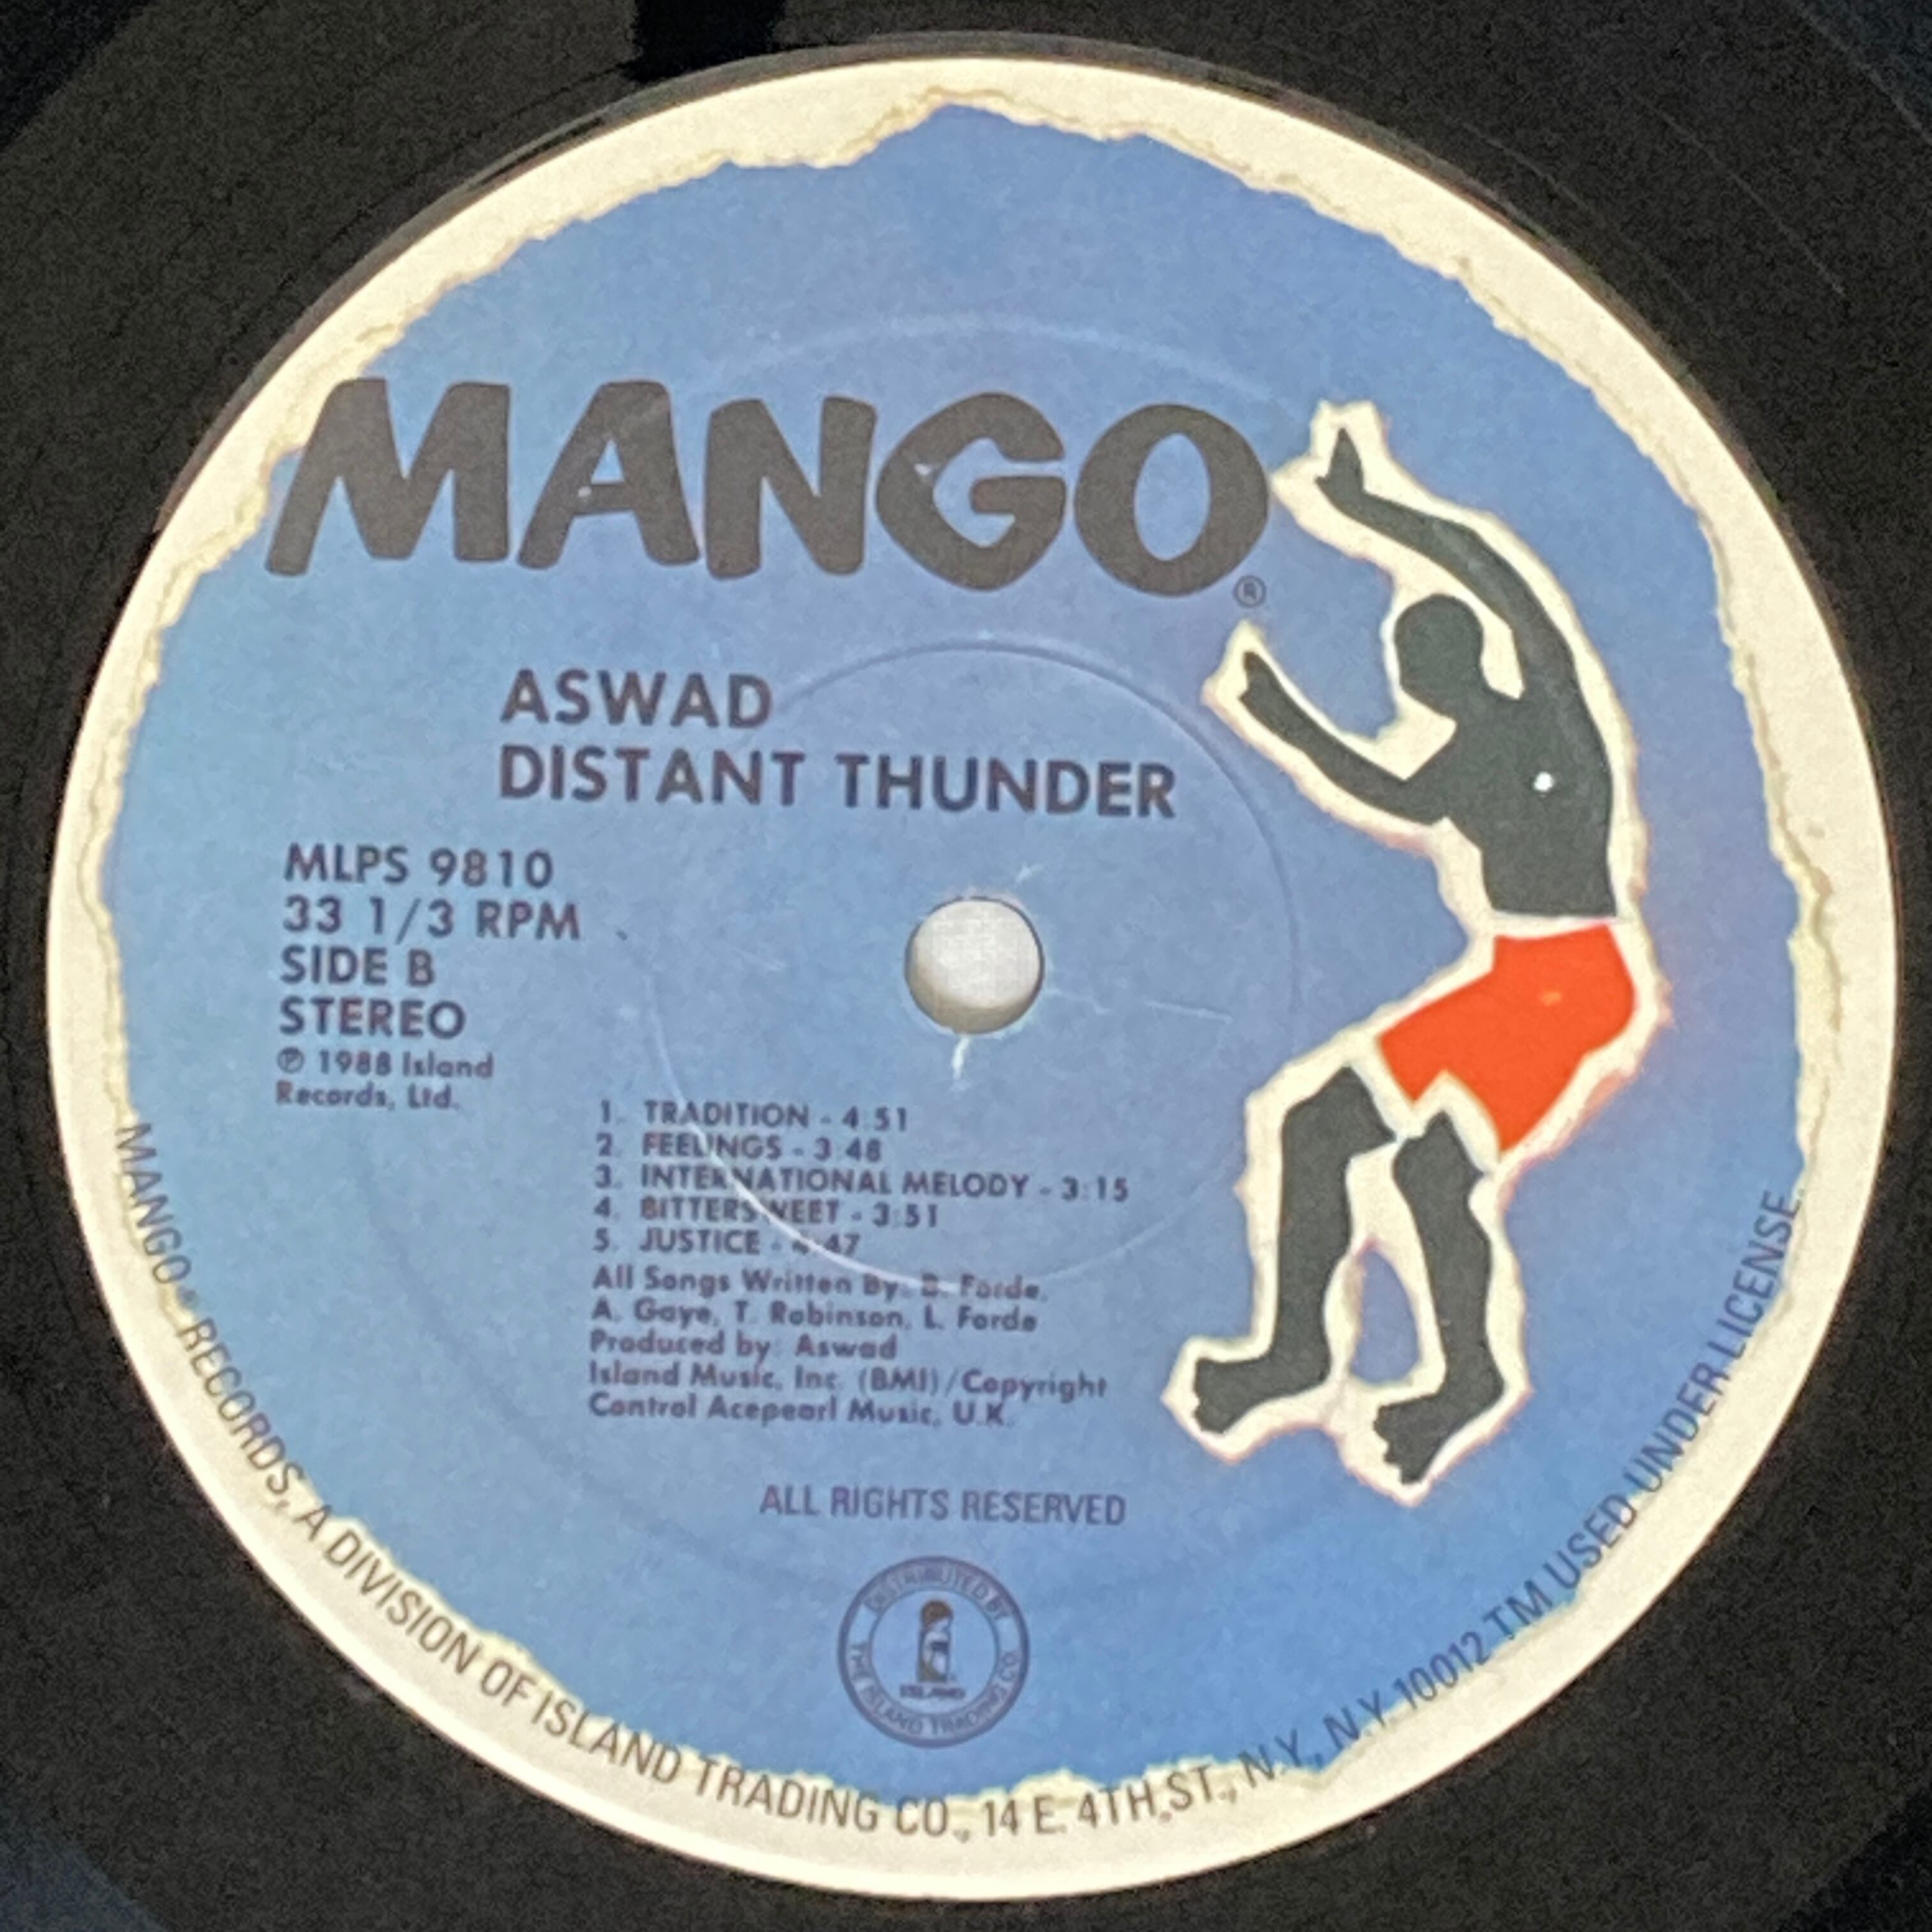 MANGO®
ASWAD
DISTANT THUNDER
MLPS 9810
33 1/3 RPM
SIDE B
STEREO
℗ 1988 Island
Records, Ltd.
1. TRADITION - 4:51
2. FEELINGS - 3:48
3. INTERNATIONAL MELODY - 3:15
4. BITTERSWEET - 3:51
5. JUSTICE - 4:47
All Songs Written By: B. Forde,
A. Gaye, T. Robinson, L. Forde
Produced by: Aswad
Island Music, Inc. (BMI)/Copyright
Control Acepearl Music, U.K.
ALL RIGHTS RESERVED
DISTRIBUTED BY
ISLAND
THE ISLAND TRADING CO.
MANGO® RECORDS, A DIVISION OF ISLAND TRADING CO., 14 E. 4TH ST., N.Y., N.Y. 10012 TM USED UNDER LICENSE.